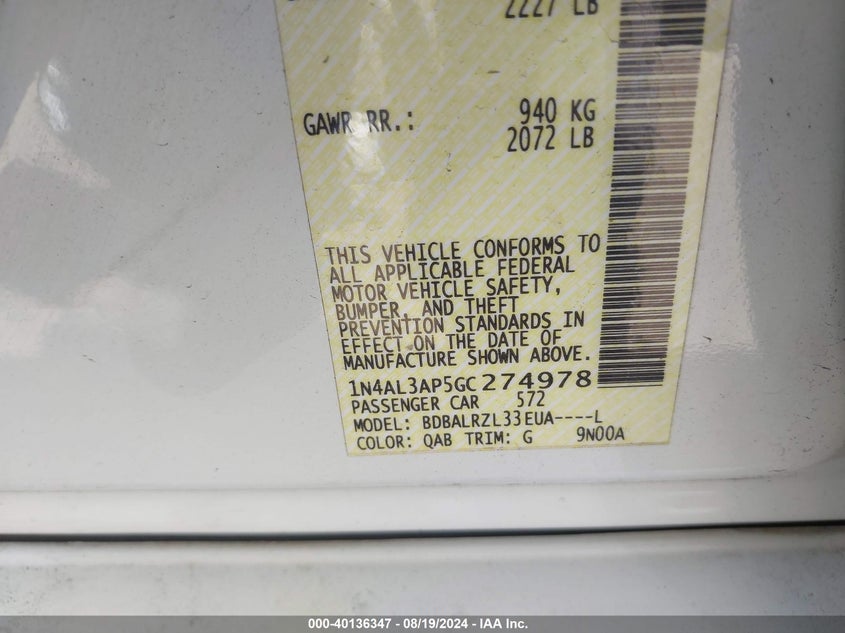 2227 LB
GAWR RR.: 940 KG
2072 LB
THIS VEHICLE CONFORMS TO
ALL APPLICABLE FEDERAL
MOTOR VEHICLE SAFETY,
BUMPER, AND THEFT
PREVENTION STANDARDS IN
EFFECT ON THE DATE OF
MANUFACTURE SHOWN ABOVE.
1N4AL3AP5GC274978
PASSENGER CAR 572
MODEL: BDBALRZL33EUA----L
COLOR: QAB TRIM: G 9N00A
000-40136347 - 08/19/2024 - IAA Inc.